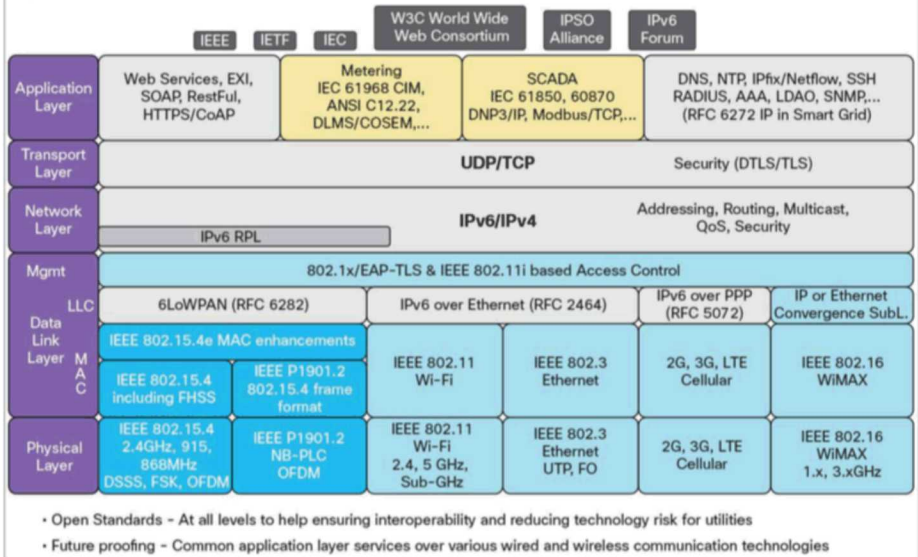 W3C World Wide
Web Consortium
IPSO
Alliance
IPv6
Forum
IEEE
IETF
IEC
Application
Layer
Web Services, EXI,
SOAP, RestFul,
HTTPS/CoAP
Metering
IEC 61968 CIM,
ANSI C12.22,
DLMS/COSEM,...
SCADA
IEC 61850, 60870
DNP3/IP, Modbus/TCP,...
DNS, NTP, IPfix/Netflow, SSH
RADIUS, AAA, LDAO, SNMP,...
(RFC 6272 IP in Smart Grid)
Transport
Layer
UDP/TCP
Security (DTLS/TLS)
Network
Layer
IPv6/IPv4
Addressing, Routing, Multicast,
QoS, Security
IPv6 RPL
Mgmt
802.1x/EAP-TLS & IEEE 802.11i based Access Control
LLC
Data
Link
Layer
M
A
C
6LoWPAN (RFC 6282)
IPv6 over Ethernet (RFC 2464)
IPv6 over PPP
(RFC 5072)
IP or Ethernet
Convergence SubL.
IEEE 802.15.4e MAC enhancements
IEEE 802.15.4
including FHSS
IEEE P1901.2
802.15.4 frame
format
IEEE 802.11
Wi-Fi
IEEE 802.3
Ethernet
2G, 3G, LTE
Cellular
IEEE 802.16
WiMAX
Physical
Layer
IEEE 802.15.4
2.4GHz, 915,
868MHz
DSSS, FSK, OFDM
IEEE P1901.2
NB-PLC
OFDM
IEEE 802.11
Wi-Fi
2.4, 5 GHz,
Sub-GHz
IEEE 802.3
Ethernet
UTP, FO
2G, 3G, LTE
Cellular
IEEE 802.16
WiMAX
1.x, 3.xGHz
• Open Standards - At all levels to help ensuring interoperability and reducing technology risk for utilities
• Future proofing - Common application layer services over various wired and wireless communication technologies